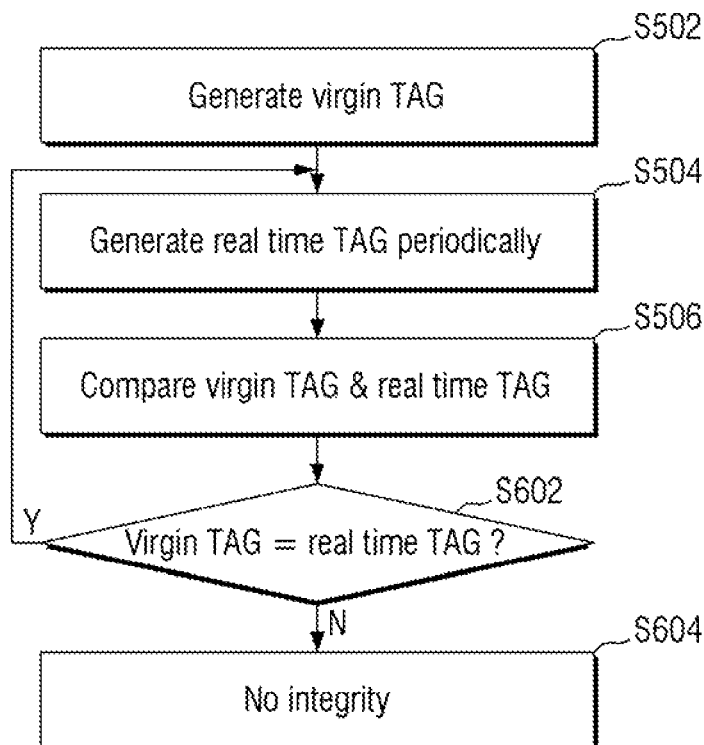 S502
Generate virgin TAG
S504
Generate real time TAG periodically
S506
Compare virgin TAG & real time TAG
S602
Y
Virgin TAG = real time TAG ?
N
S604
No integrity